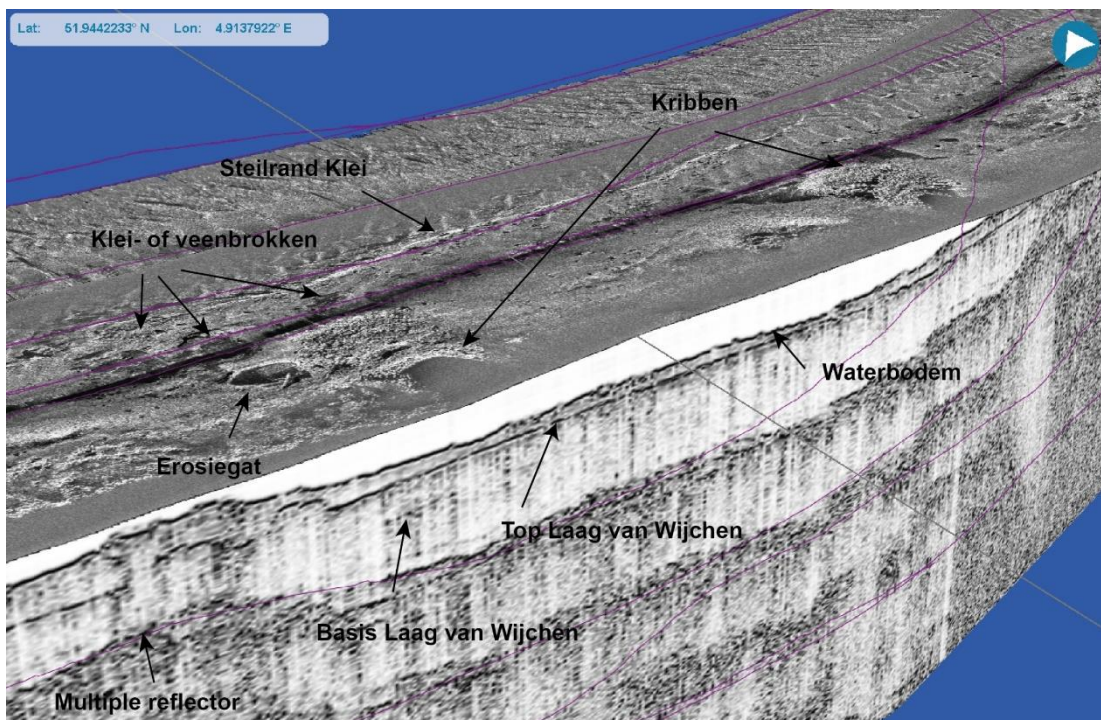 Lat: 51.9442233° N Lon: 4.9137922° E
Kribben
Steilrand Klei
Klei- of veenbrokken
Waterbodem
Erosiegat
Top Laag van Wijchen
Basis Laag van Wijchen
Multiple reflector